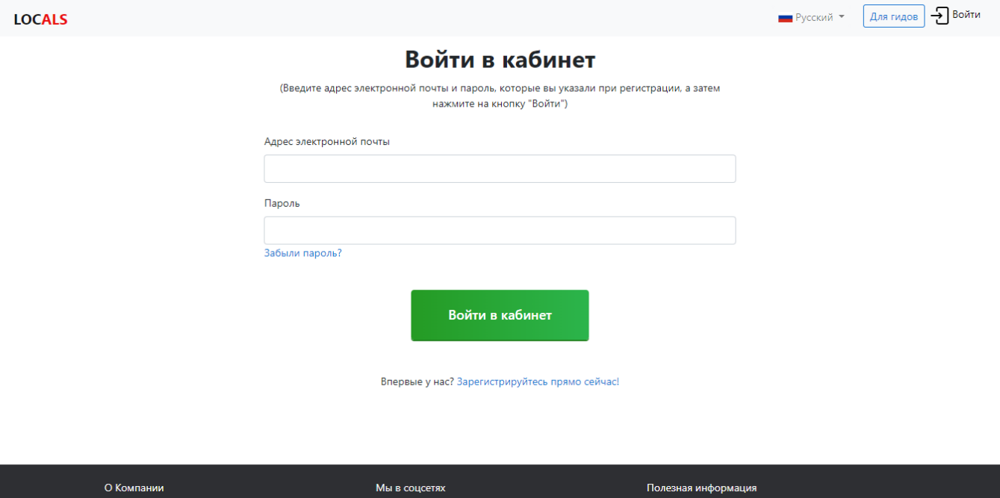 LOCALS
Русский
Для гидов
Войти
Войти в кабинет
(Введите адрес электронной почты и пароль, которые вы указали при регистрации, а затем
нажмите на кнопку "Войти")
Адрес электронной почты
Пароль
Забыли пароль?
Войти в кабинет
Впервые у нас? Зарегистрируйтесь прямо сейчас!
О Компании
Мы в соцсетях
Полезная информация